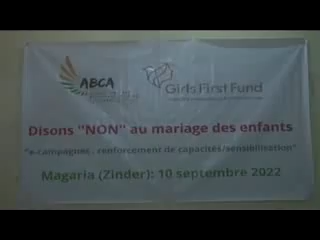 ABCA
Girls First Fund
Disons "NON" au mariage des enfants
"e-campagnes , renforcement de capacités/sensibilisation"
Magaria (Zinder): 10 septembre 2022